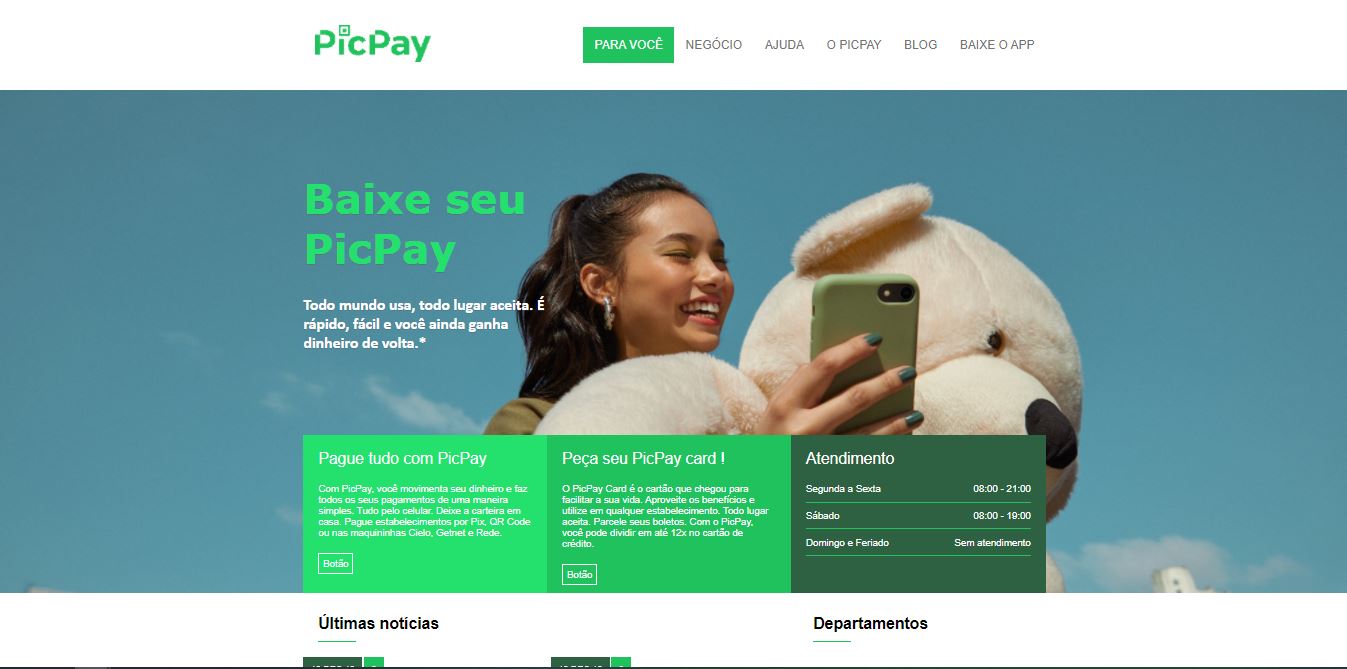 PicPay
PARA VOCÊ NEGÓCIO AJUDA O PICPAY BLOG BAIXE O APP
Baixe seu
PicPay
Todo mundo usa, todo lugar aceita. É
rápido, fácil e você ainda ganha
dinheiro de volta.*
Pague tudo com PicPay
Com PicPay, você movimenta seu dinheiro e faz
todos os seus pagamentos de uma maneira
simples. Tudo pelo celular. Deixe a carteira em
casa. Pague estabelecimentos por Pix, QR Code
ou nas maquininhas Cielo, Getnet e Rede.
Botão
Peça seu PicPay card !
O PicPay Card é o cartão que chegou para
facilitar a sua vida. Aproveite os benefícios e
utilize em qualquer estabelecimento. Todo lugar
aceita. Parcele seus boletos. Com o PicPay,
você pode dividir em até 12x no cartão de
crédito.
Botão
Atendimento
Segunda a Sexta 08:00 - 21:00
Sábado 08:00 - 19:00
Domingo e Feriado Sem atendimento
Últimas notícias
Departamentos